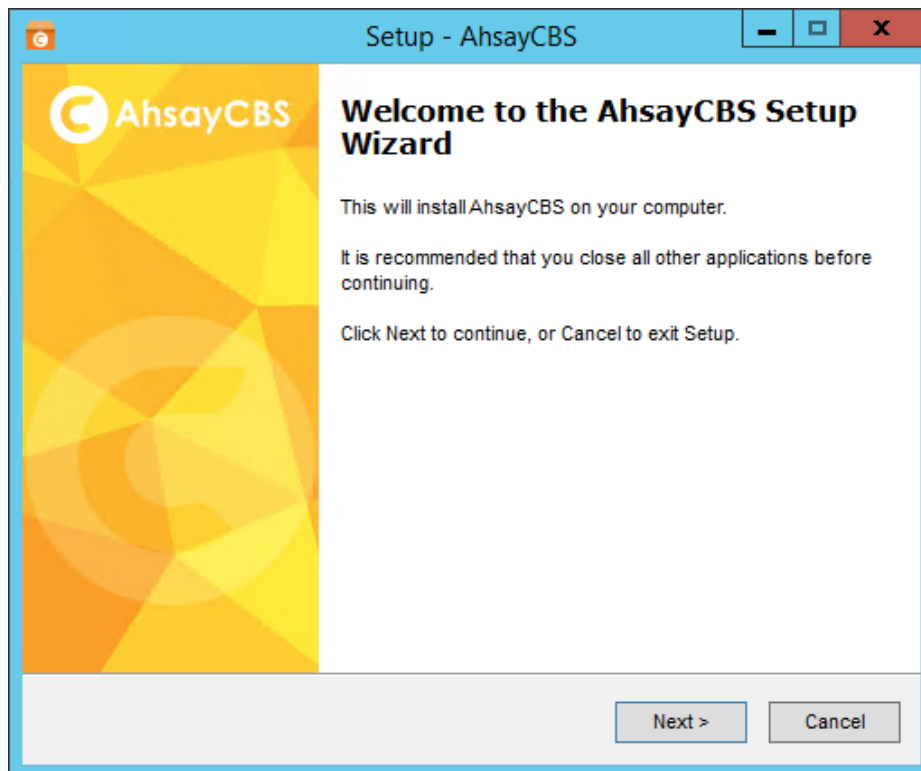 Setup - AhsayCBS
AhsayCBS
Welcome to the AhsayCBS Setup
Wizard
This will install AhsayCBS on your computer.
It is recommended that you close all other applications before
continuing.
Click Next to continue, or Cancel to exit Setup.
Next >
Cancel